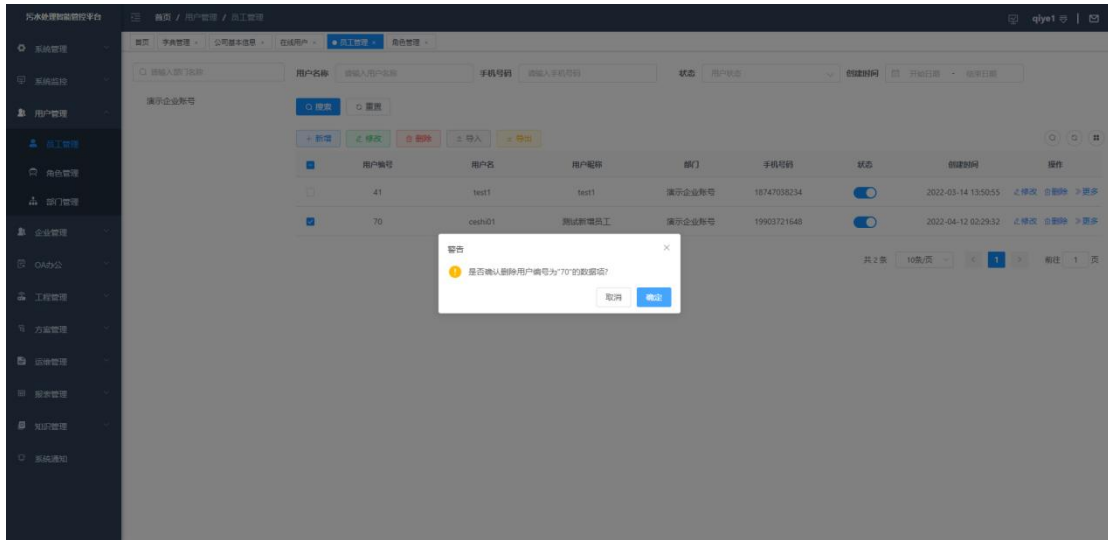 污水处理智能管控平台
首页 / 用户管理 / 员工管理
qiye1
首页 字典管理 × 公司基本信息 × 在线用户 × 员工管理 × 角色管理 ×
系统管理
系统监控
用户管理
员工管理
角色管理
部门管理
企业管理
OA办公
工程管理
方案管理
运维管理
报表管理
知识管理
系统通知
请输入部门名称
演示企业账号
用户名称 请输入用户名称 手机号码 请输入手机号码 状态 用户状态 创建时间 开始日期 - 结束日期
搜索 重置
新增 修改 删除 导入 导出
用户编号 用户名 用户昵称 部门 手机号码 状态 创建时间 操作
41 test1 test1 演示企业账号 18747038234 2022-03-14 15:50:55 修改 删除 更多
70 ceshi01 测试新增员工 演示企业账号 19903721648 2022-04-12 02:29:32 修改 删除 更多
共 2 条 10条/页 1 前往 1 页
警告
是否确认删除用户编号为"70"的数据项?
取消 确定